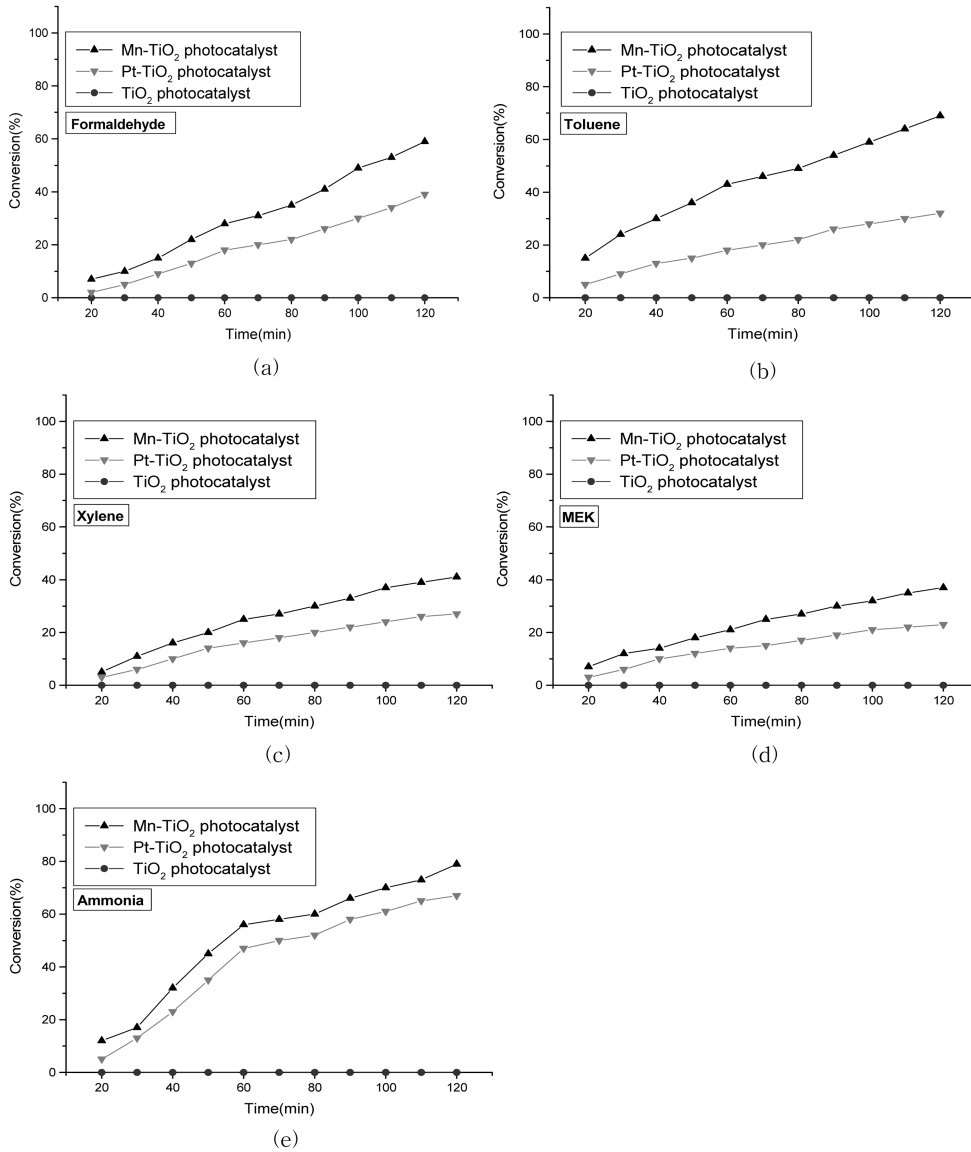 100
80
60
40
20
0
Conversion(%)
Mn-TiO₂ photocatalyst
Pt-TiO₂ photocatalyst
TiO₂ photocatalyst
Formaldehyde
20 40 60 80 100 120
Time(min)
(a)
100
80
60
40
20
0
Conversion(%)
Mn-TiO₂ photocatalyst
Pt-TiO₂ photocatalyst
TiO₂ photocatalyst
Toluene
20 40 60 80 100 120
Time(min)
(b)
100
80
60
40
20
0
Conversion(%)
Mn-TiO₂ photocatalyst
Pt-TiO₂ photocatalyst
TiO₂ photocatalyst
Xylene
20 40 60 80 100 120
Time(min)
(c)
100
80
60
40
20
0
Conversion(%)
Mn-TiO₂ photocatalyst
Pt-TiO₂ photocatalyst
TiO₂ photocatalyst
MEK
20 40 60 80 100 120
Time(min)
(d)
100
80
60
40
20
0
Conversion(%)
Mn-TiO₂ photocatalyst
Pt-TiO₂ photocatalyst
TiO₂ photocatalyst
Ammonia
20 40 60 80 100 120
Time(min)
(e)